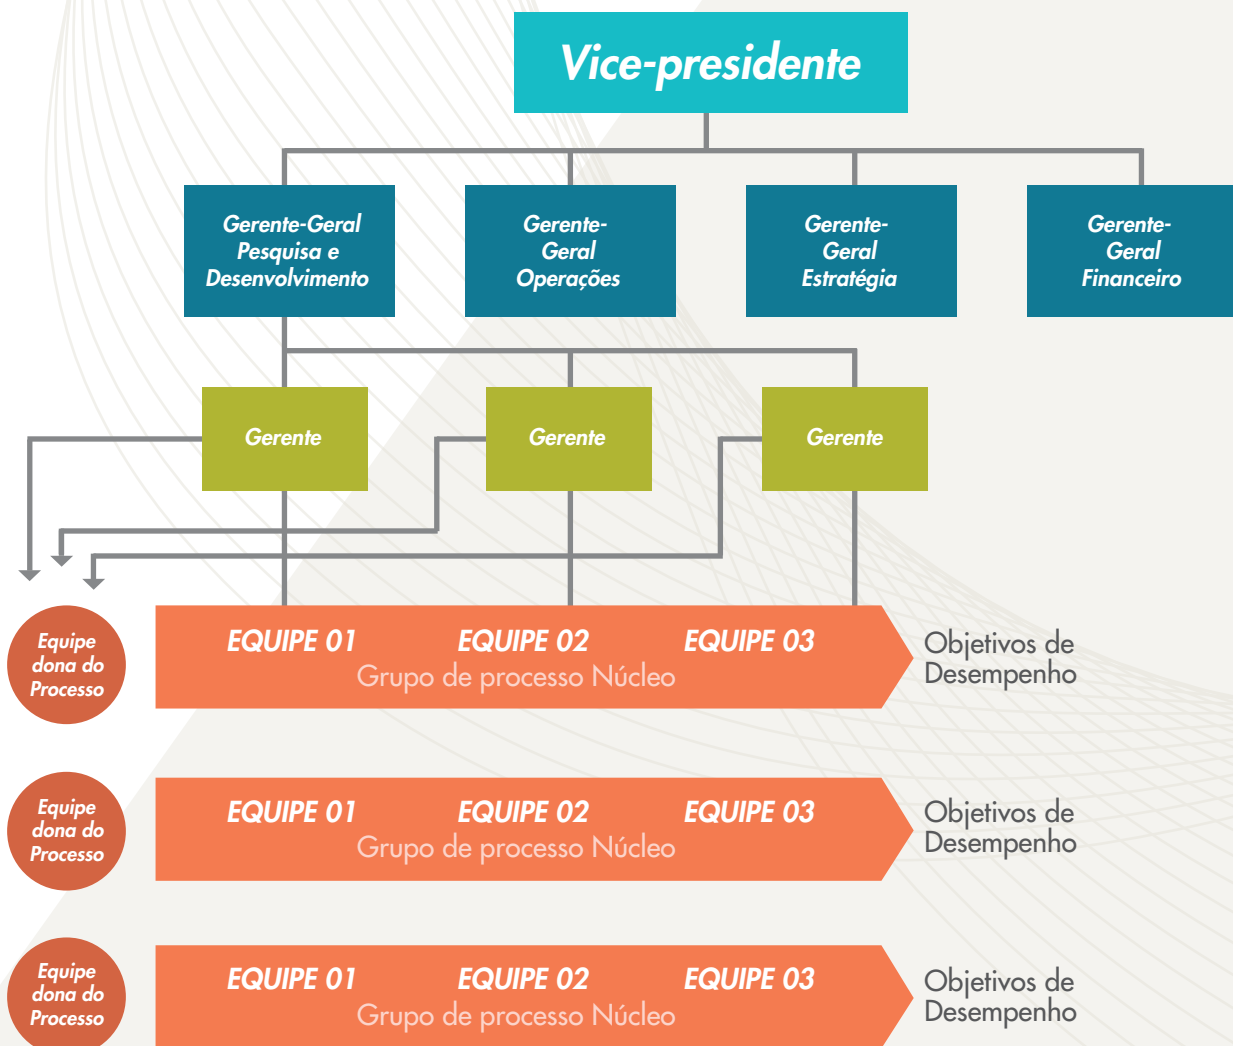 Vice-presidente
Gerente-Geral
Pesquisa e
Desenvolvimento
Gerente-
Geral
Operações
Gerente-
Geral
Estratégia
Gerente-
Geral
Financeiro
Gerente
Gerente
Gerente
Equipe
dona do
Processo
EQUIPE 01
EQUIPE 02
EQUIPE 03
Grupo de processo Núcleo
Objetivos de
Desempenho
Equipe
dona do
Processo
EQUIPE 01
EQUIPE 02
EQUIPE 03
Grupo de processo Núcleo
Objetivos de
Desempenho
Equipe
dona do
Processo
EQUIPE 01
EQUIPE 02
EQUIPE 03
Grupo de processo Núcleo
Objetivos de
Desempenho